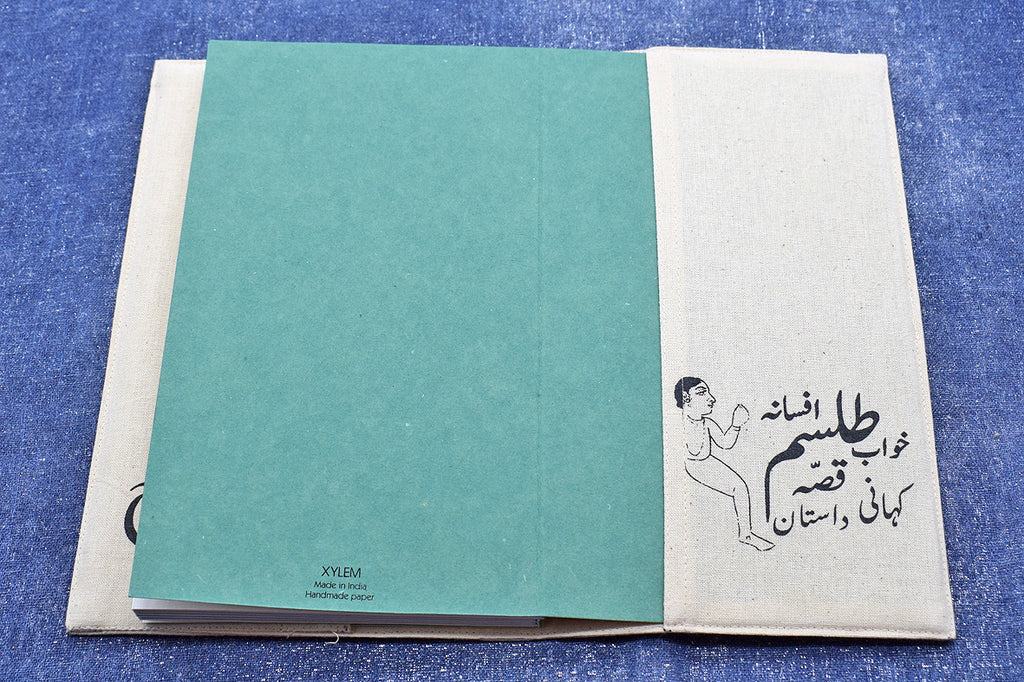 XYLEM
Made in India
Handmade paper
افسانہ
طلسم
خواب
قصّہ
کہانی
داستان